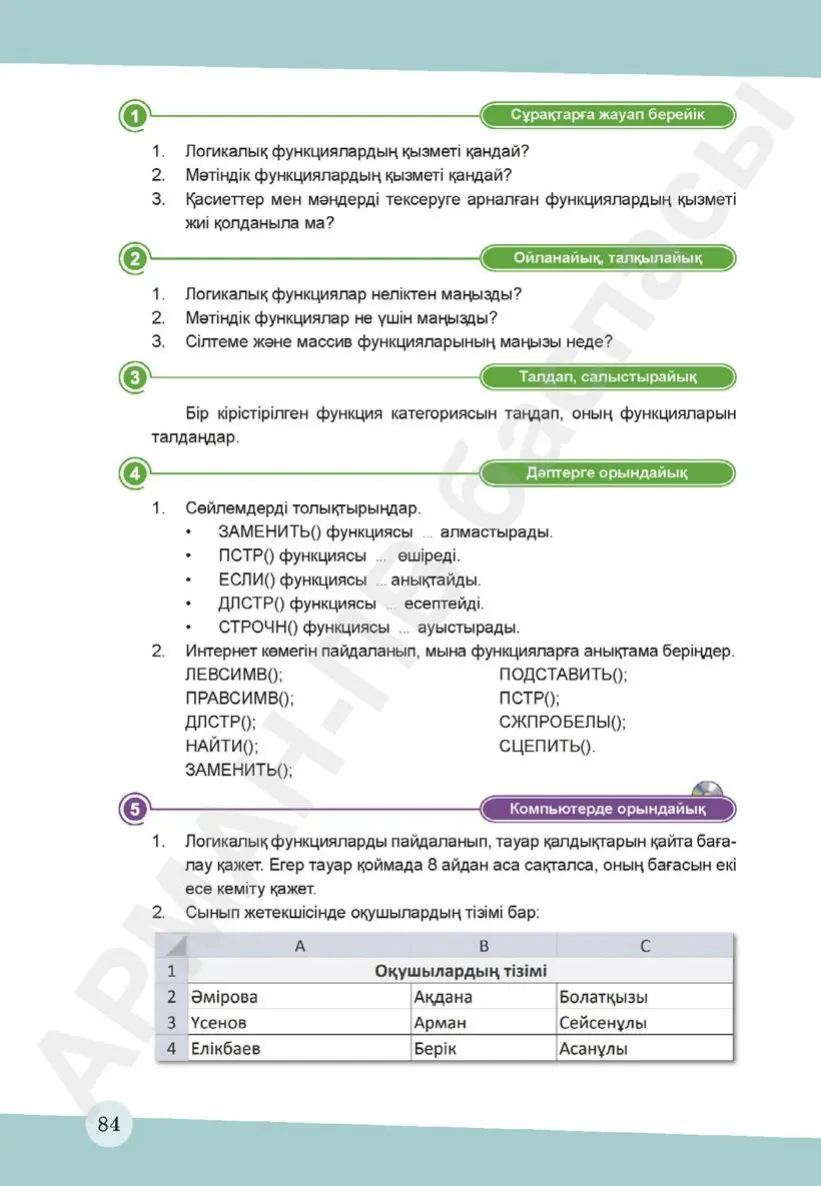 1 Сұрақтарға жауап берейік
1. Логикалық функциялардың қызметі қандай?
2. Мәтіндік функциялардың қызметі қандай?
3. Қасиеттер мен мәндерді тексеруге арналған функциялардың қызметі
жиі қолданыла ма?
2 Ойланайық, талқылайық
1. Логикалық функциялар неліктен маңызды?
2. Мәтіндік функциялар не үшін маңызды?
3. Сілтеме және массив функцияларының маңызы неде?
3 Талдап, салыстырайық
Бір кірістірілген функция категориясын таңдап, оның функцияларын
талдаңдар.
4 Дәптерге орындайық
1. Сөйлемдерді толықтырыңдар.
• ЗАМЕНИТЬ() функциясы ... алмастырады.
• ПСТР() функциясы ... өшіреді.
• ЕСЛИ() функциясы ... анықтайды.
• ДЛСТР() функциясы ... есептейді.
• СТРОЧН() функциясы ... ауыстырады.
2. Интернет көмегін пайдаланып, мына функцияларға анықтама беріңдер.
ЛЕВСИМВ(); ПОДСТАВИТЬ();
ПРАВСИМВ(); ПСТР();
ДЛСТР(); СЖПРОБЕЛЫ();
НАЙТИ(); СЦЕПИТЬ().
ЗАМЕНИТЬ();
5 Компьютерде орындайық
1. Логикалық функцияларды пайдаланып, тауар қалдықтарын қайта баға-
лау қажет. Егер тауар қоймада 8 айдан аса сақталса, оның бағасын екі
есе кеміту қажет.
2. Сынып жетекшісінде оқушылардың тізімі бар:
A B C
1 Оқушылардың тізімі
2 Әмірова Ақдана Болатқызы
3 Үсенов Арман Сейсенұлы
4 Елікбаев Берік Асанұлы
84
АРМАН-ПВ баспасы